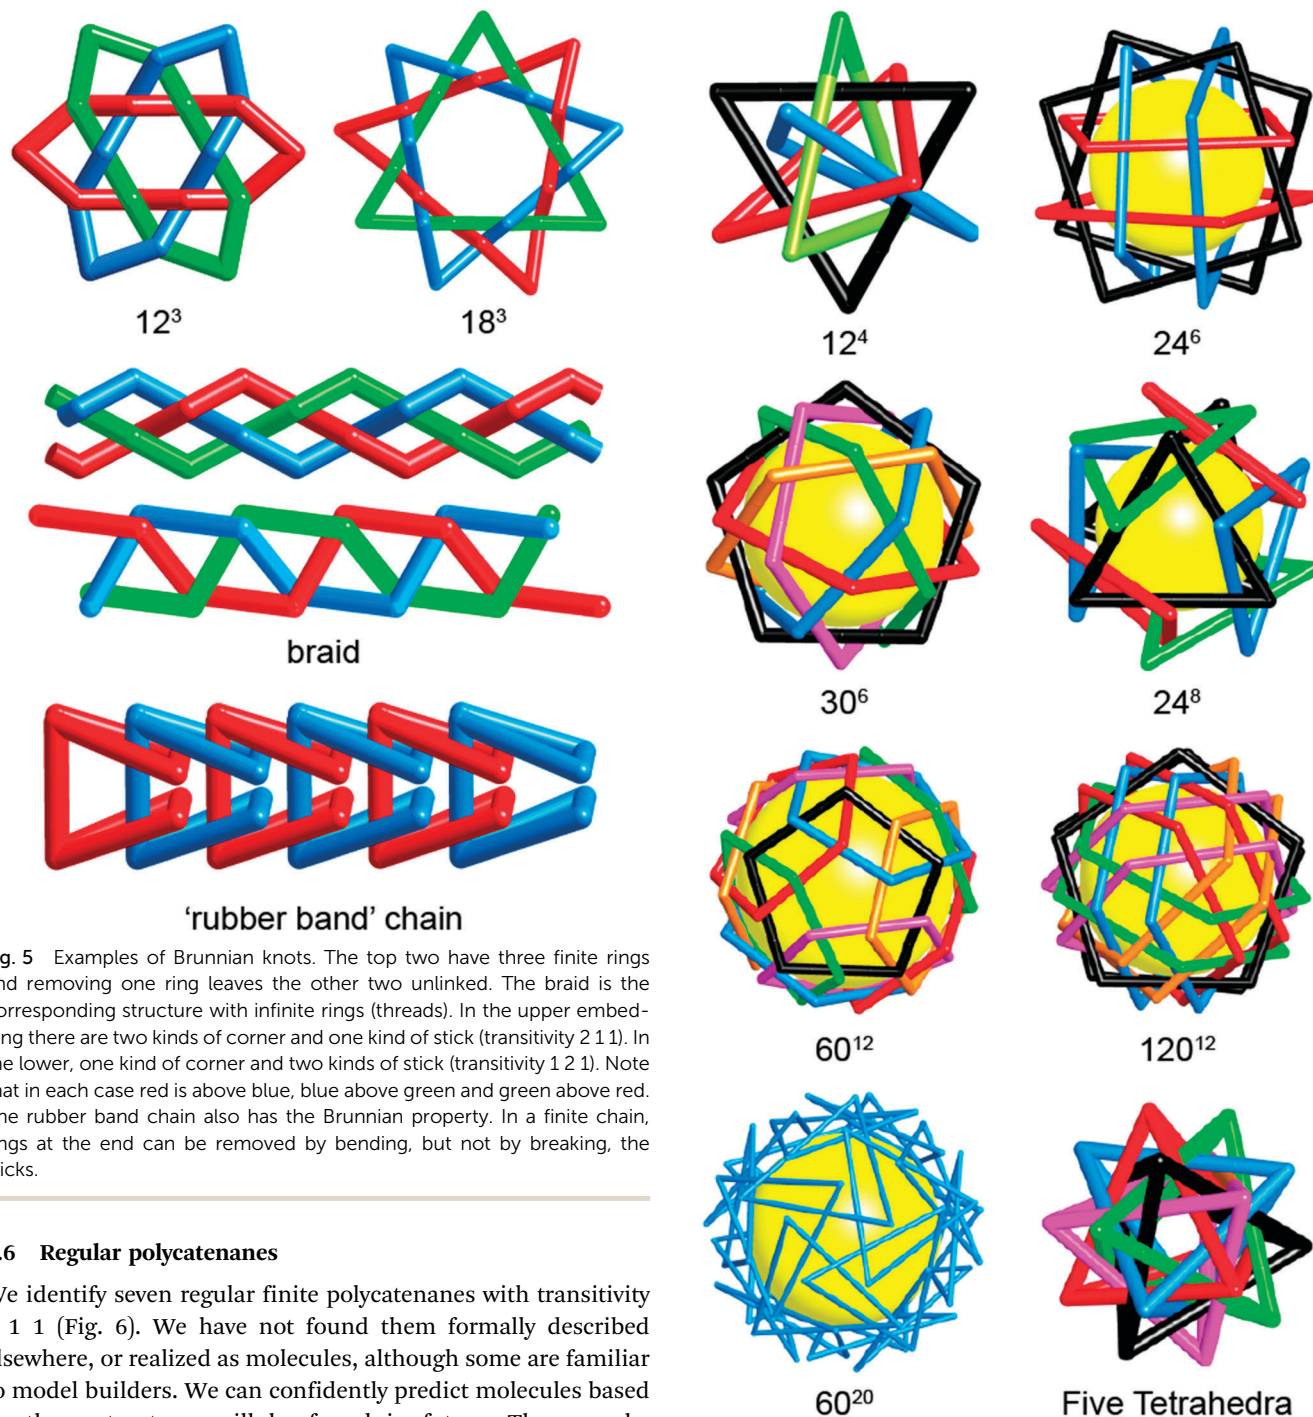 12³
18³
braid
'rubber band' chain
g. 5 Examples of Brunnian knots. The top two have three finite rings
nd removing one ring leaves the other two unlinked. The braid is the
orresponding structure with infinite rings (threads). In the upper embed-
ing there are two kinds of corner and one kind of stick (transitivity 2 1 1). In
he lower, one kind of corner and two kinds of stick (transitivity 1 2 1). Note
hat in each case red is above blue, blue above green and green above red.
he rubber band chain also has the Brunnian property. In a finite chain,
ngs at the end can be removed by bending, but not by breaking, the
icks.
.6 Regular polycatenanes
We identify seven regular finite polycatenanes with transitivity
1 1 (Fig. 6). We have not found them formally described
lsewhere, or realized as molecules, although some are familiar
o model builders. We can confidently predict molecules based
12⁴
24⁶
30⁶
24⁸
60¹²
120¹²
60²⁰
Five Tetrahedra